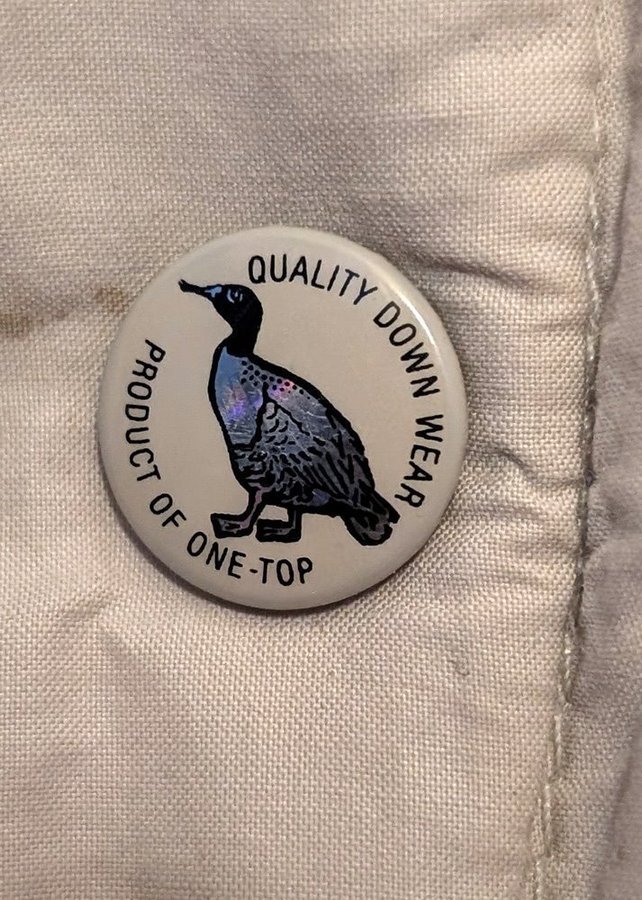 QUALITY DOWN WEAR
PRODUCT OF ONE-TOP